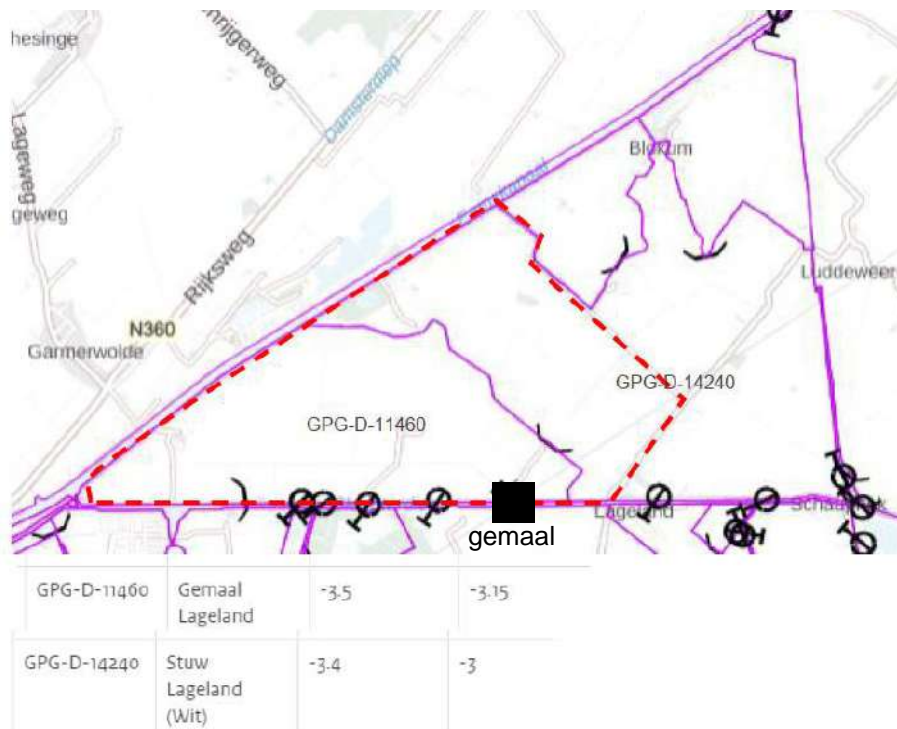 hesinge
nrijgerweg
Damsterdiep
Lageweg
geweg
Rijksweg
Blokum
Luddeweer
N360
Garmerwolde
GPG-D-14240
GPG-D-11460
Lageland
gemaal
GPG-D-11460 Gemaal Lageland -3.5 -3.15
GPG-D-14240 Stuw Lageland (Wit) -3.4 -3